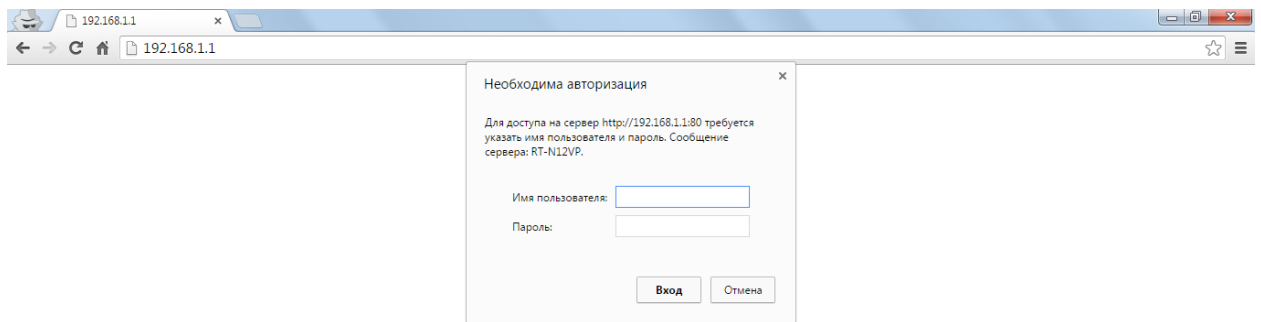 192.168.1.1
192.168.1.1
Необходима авторизация
Для доступа на сервер http://192.168.1.1:80 требуется
указать имя пользователя и пароль. Сообщение
сервера: RT-N12VP.
Имя пользователя:
Пароль:
Вход Отмена